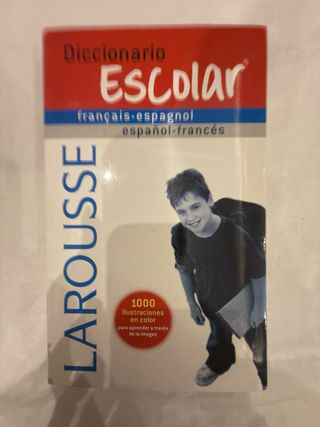 Diccionario
Escolar
français-espagnol
español-francés
LAROUSSE
1000
ilustraciones
en color
para aprender a través
de la imagen